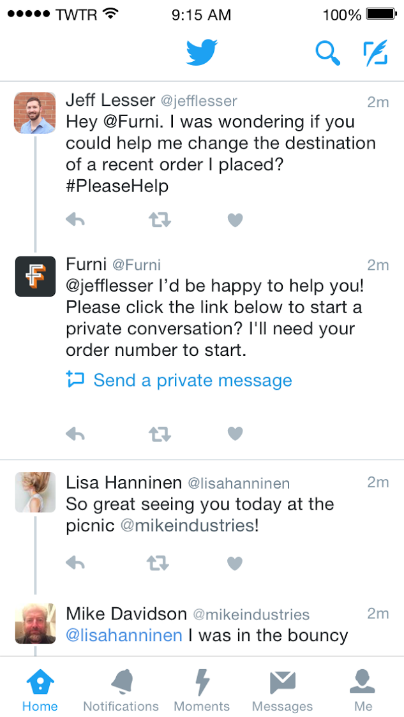 TWTR 9:15 AM 100%
Jeff Lesser @jefflesser 2m
Hey @Furni. I was wondering if you
could help me change the destination
of a recent order I placed?
#PleaseHelp
Furni @Furni 2m
@jefflesser I'd be happy to help you!
Please click the link below to start a
private conversation? I'll need your
order number to start.
Send a private message
Lisa Hanninen @lisahanninen 2m
So great seeing you today at the
picnic @mikeindustries!
Mike Davidson @mikeindustries 2m
@lisahanninen I was in the bouncy
Home Notifications Moments Messages Me